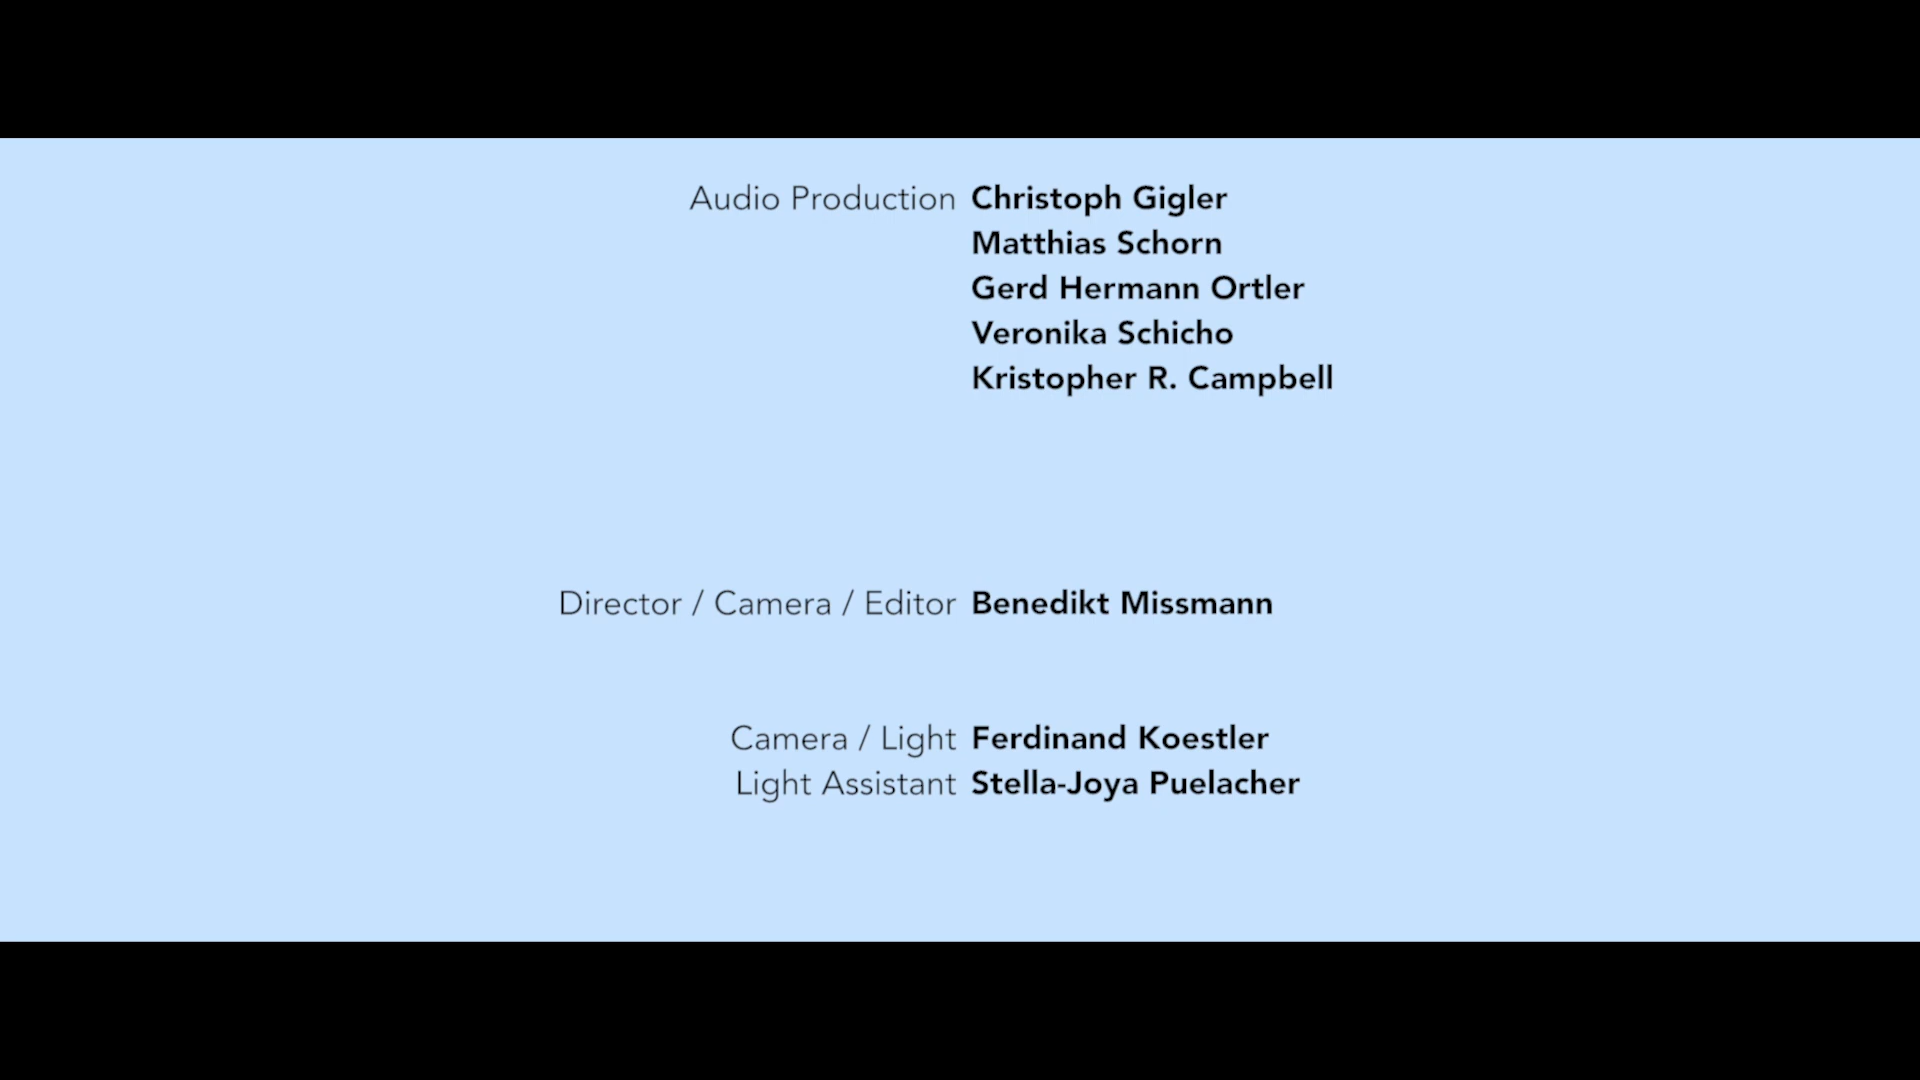 Audio Production Christoph Gigler
Matthias Schorn
Gerd Hermann Ortler
Veronika Schicho
Kristopher R. Campbell
Director / Camera / Editor Benedikt Missmann
Camera / Light Ferdinand Koestler
Light Assistant Stella-Joya Puelacher